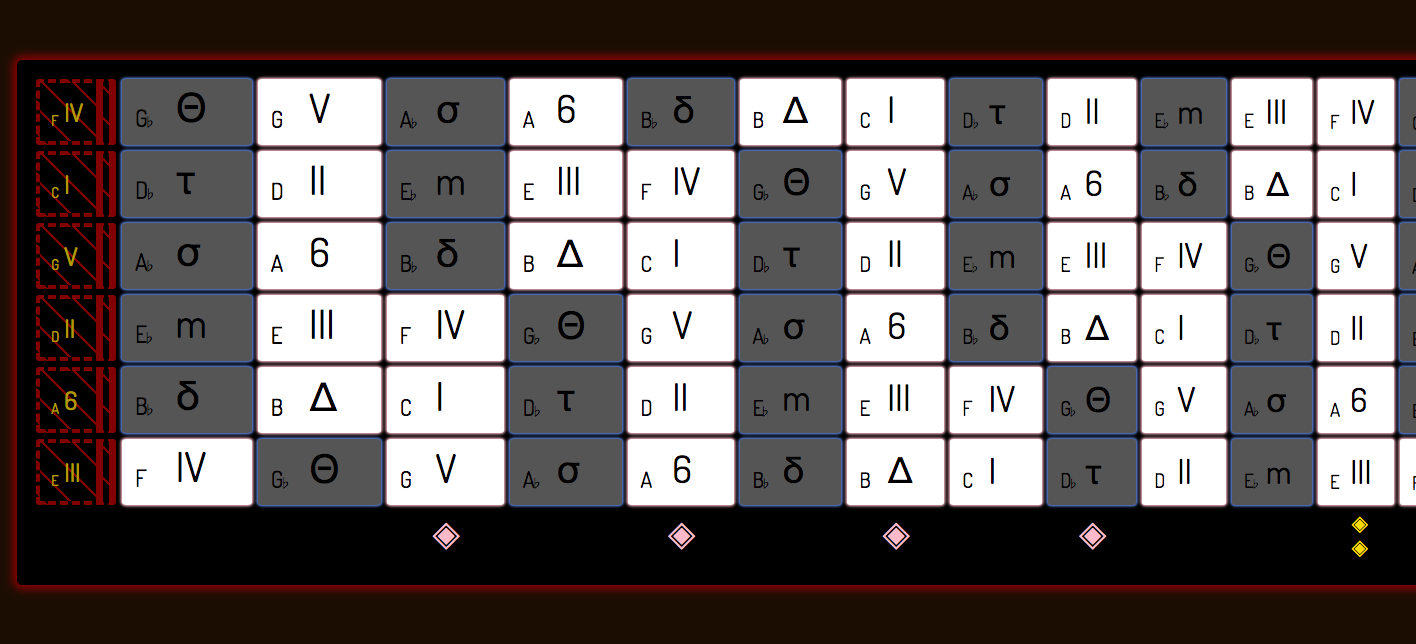 F IV G♭ Θ G V A♭ σ A 6 B♭ δ B Δ C I D♭ τ D II E♭ m E III F IV
C I D♭ τ D II E♭ m E III F IV G♭ Θ G V A♭ σ A 6 B♭ δ B Δ C I
G V A♭ σ A 6 B♭ δ B Δ C I D♭ τ D II E♭ m E III F IV G♭ Θ G V
D II E♭ m E III F IV G♭ Θ G V A♭ σ A 6 B♭ δ B Δ C I D♭ τ D II
A 6 B♭ δ B Δ C I D♭ τ D II E♭ m E III F IV G♭ Θ G V A♭ σ A 6
E III F IV G♭ Θ G V A♭ σ A 6 B♭ δ B Δ C I D♭ τ D II E♭ m E III